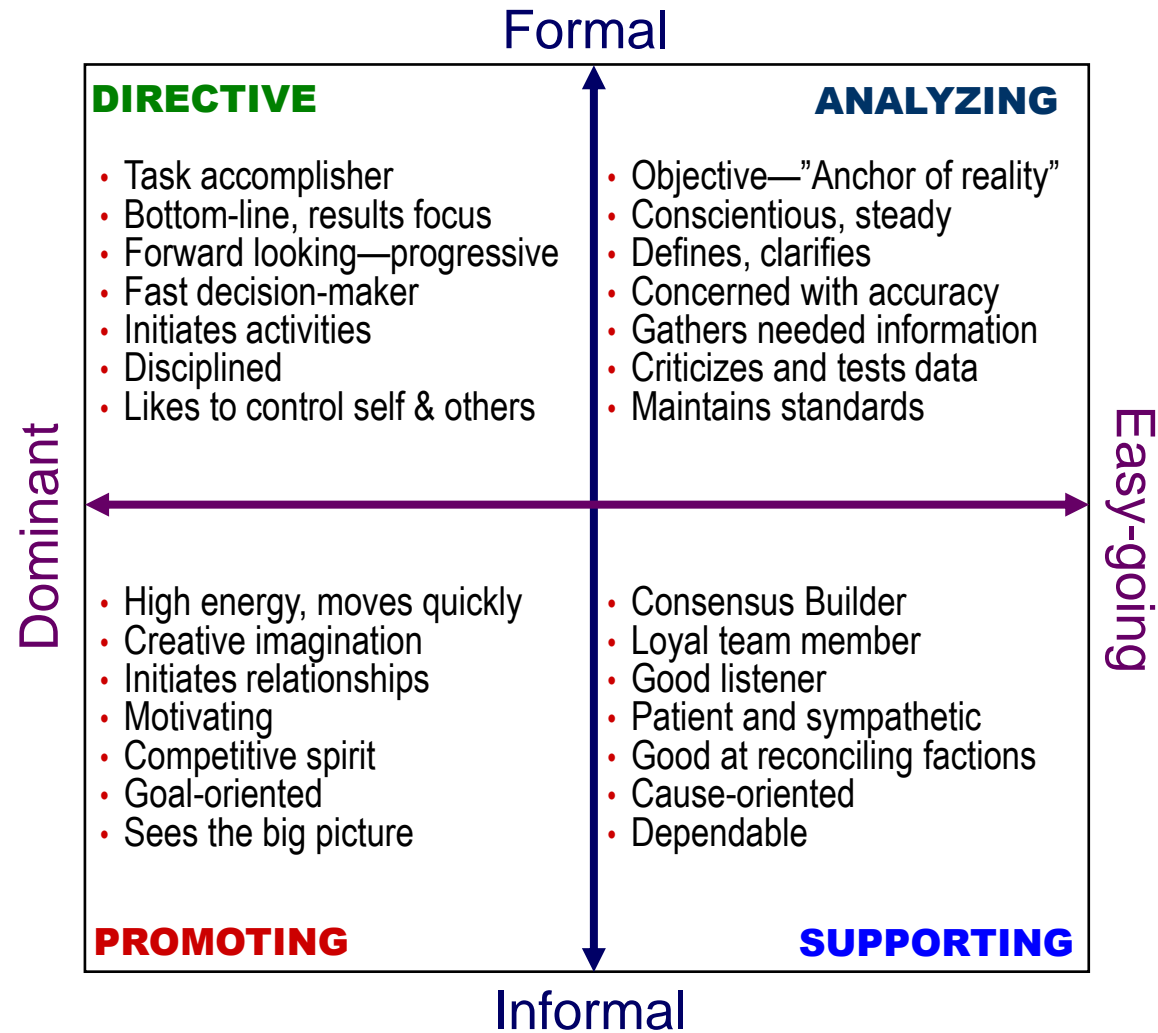 Formal
DIRECTIVE
• Task accomplisher
• Bottom-line, results focus
• Forward looking—progressive
• Fast decision-maker
• Initiates activities
• Disciplined
• Likes to control self & others
ANALYZING
• Objective—”Anchor of reality”
• Conscientious, steady
• Defines, clarifies
• Concerned with accuracy
• Gathers needed information
• Criticizes and tests data
• Maintains standards
Dominant
Easy-going
• High energy, moves quickly
• Creative imagination
• Initiates relationships
• Motivating
• Competitive spirit
• Goal-oriented
• Sees the big picture
PROMOTING
• Consensus Builder
• Loyal team member
• Good listener
• Patient and sympathetic
• Good at reconciling factions
• Cause-oriented
• Dependable
SUPPORTING
Informal